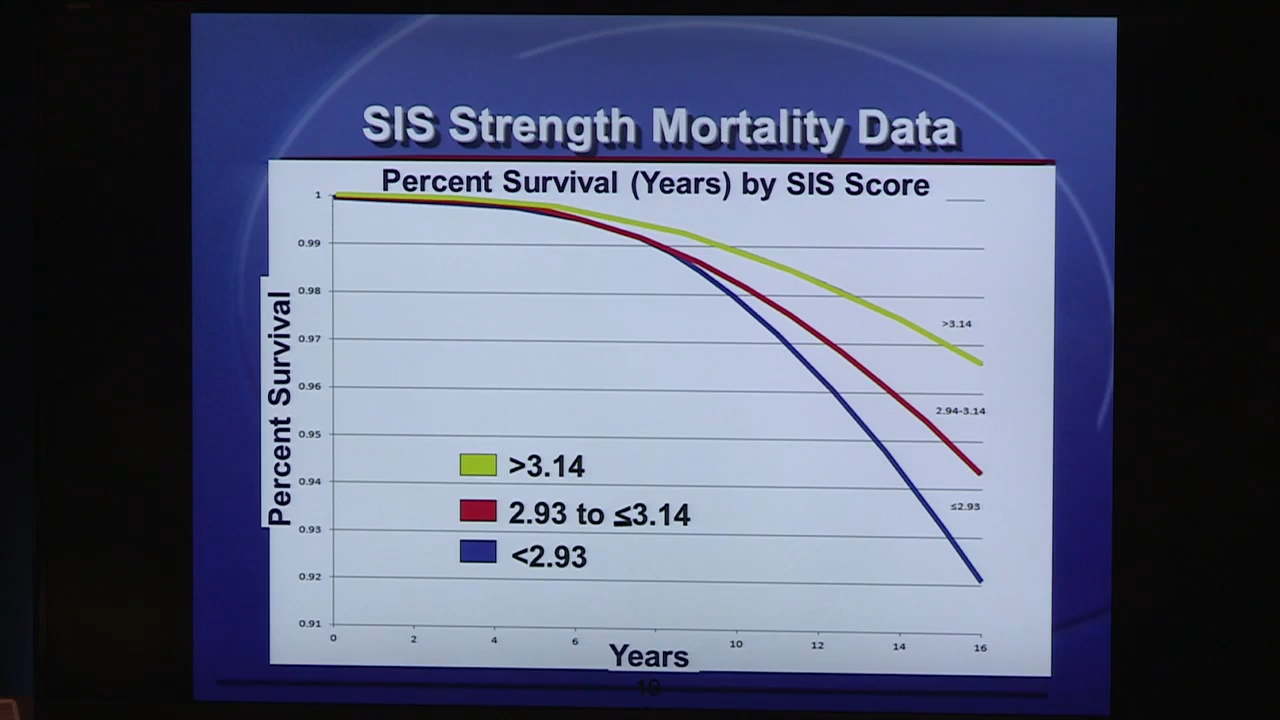 SIS Strength Mortality Data
Percent Survival (Years) by SIS Score
Percent Survival
1
0.99
0.98
0.97
0.96
0.95
0.94
0.93
0.92
0.91
>3.14
2.94-3.14
≤2.93
>3.14
2.93 to ≤3.14
<2.93
0 2 4 6 10 12 14 16
Years
19